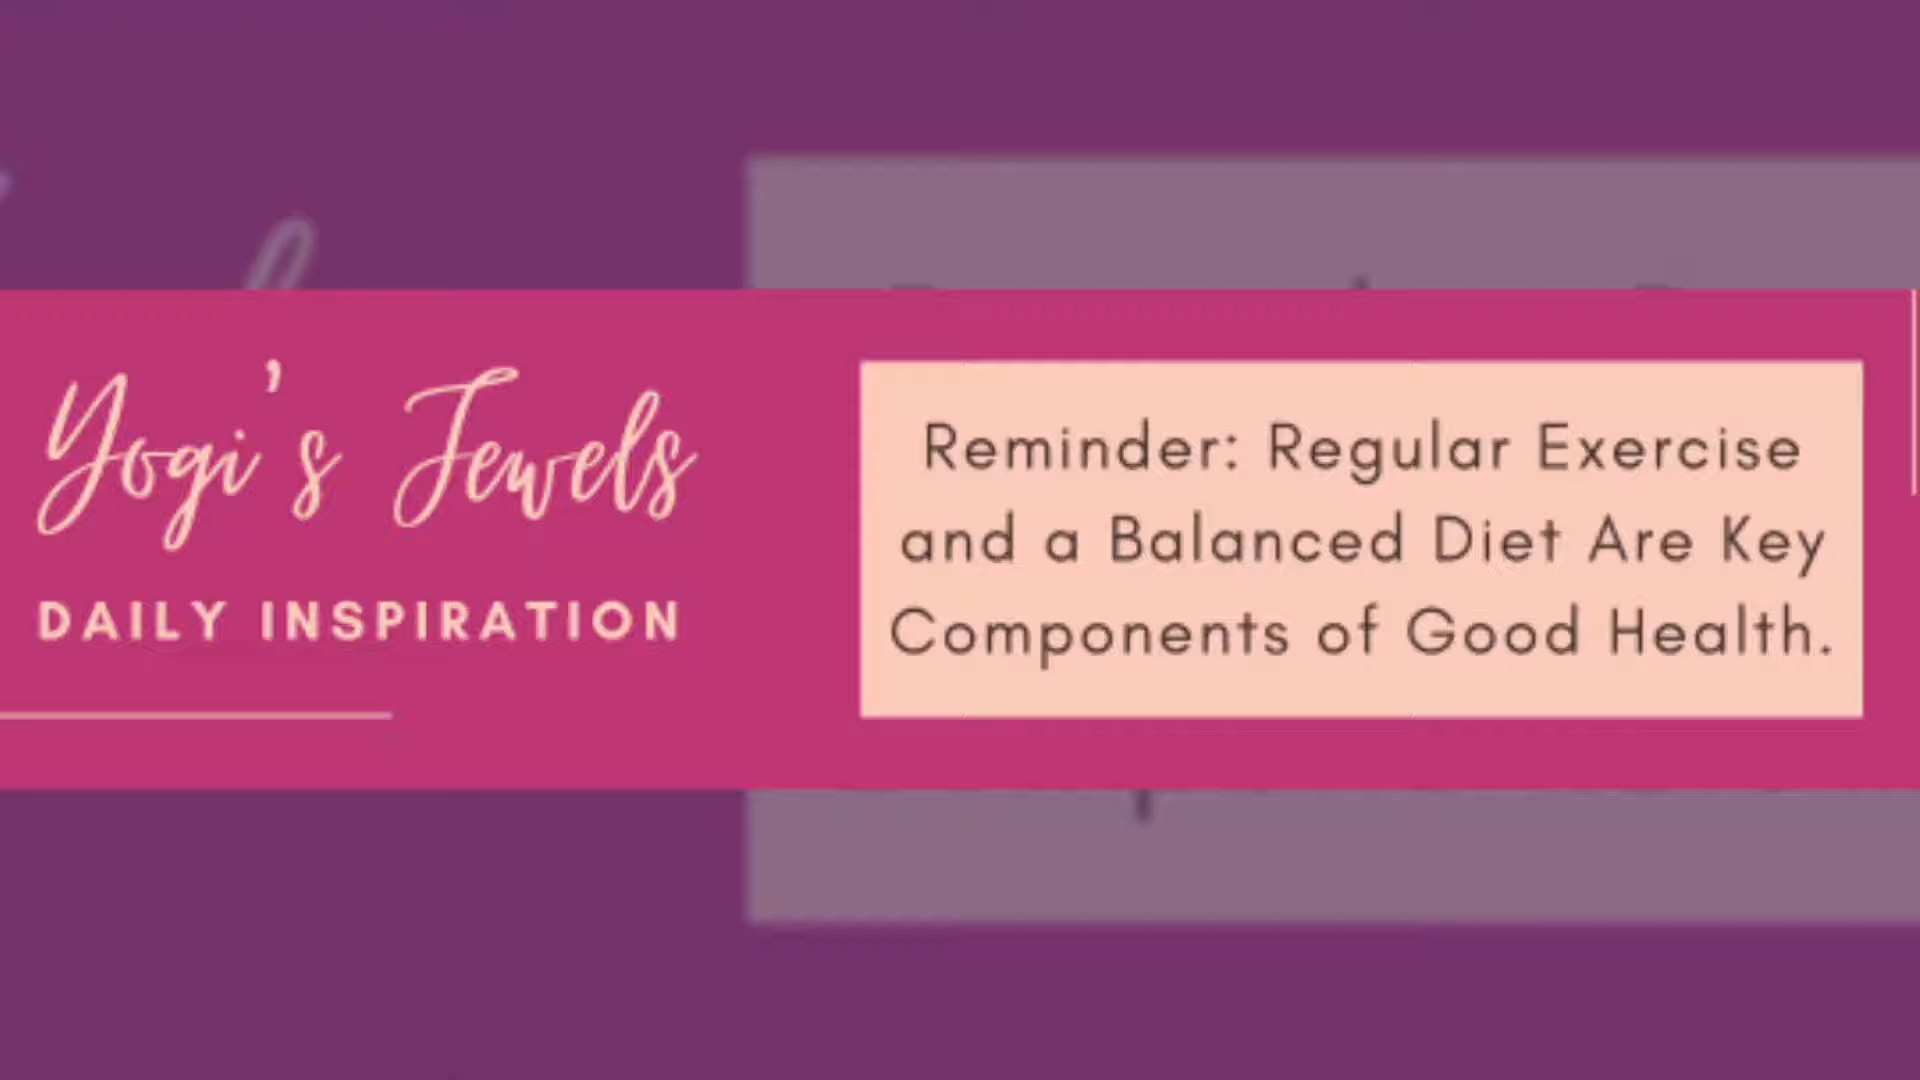 Yogi's Jewels
DAILY INSPIRATION
Reminder: Regular Exercise
and a Balanced Diet Are Key
Components of Good Health.